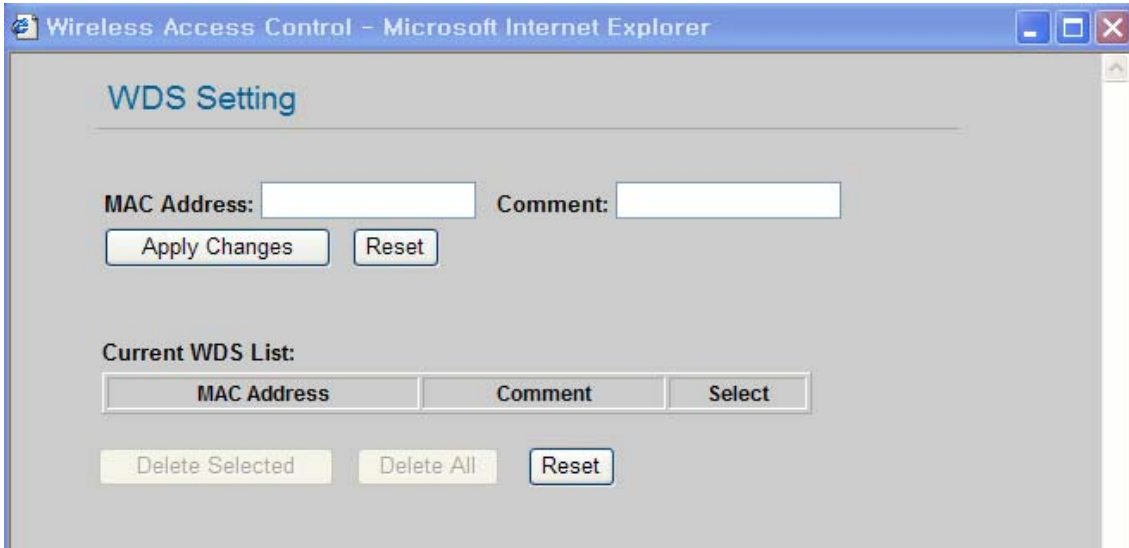 Wireless Access Control - Microsoft Internet Explorer
WDS Setting
MAC Address: Comment:
Apply Changes Reset
Current WDS List:
MAC Address Comment Select
Delete Selected Delete All Reset